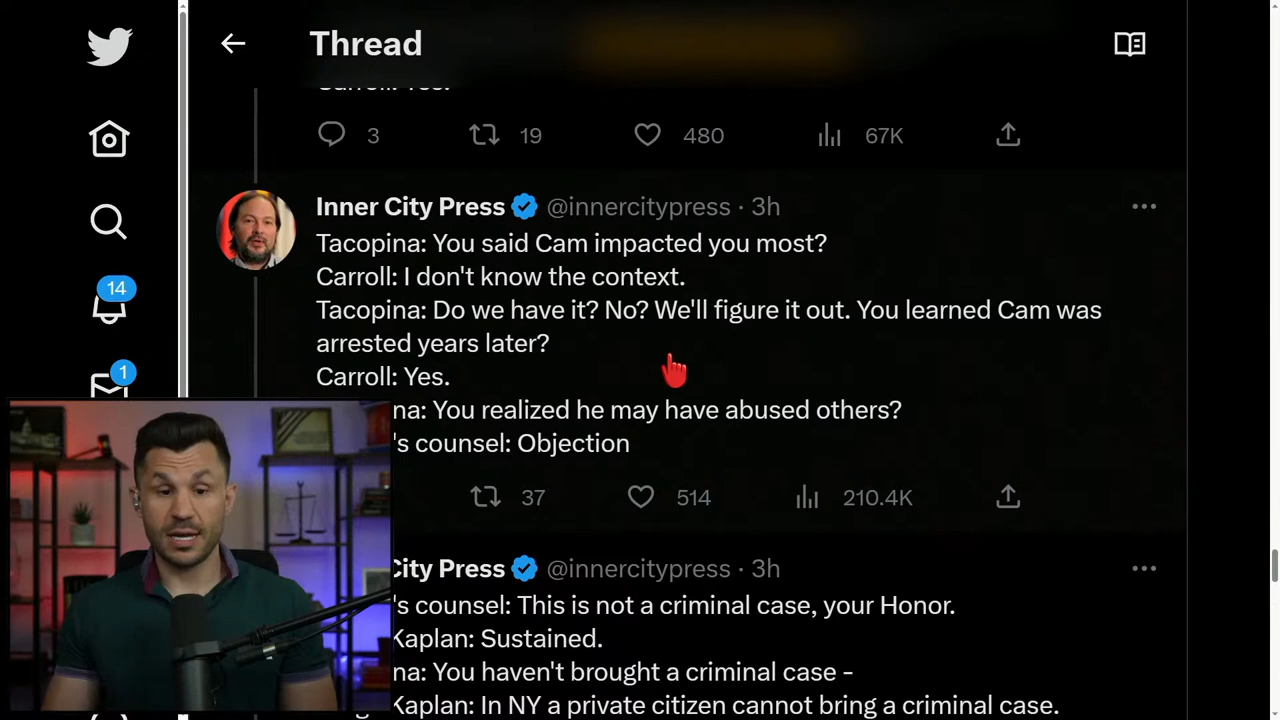 Thread
Carroll: Yes.
3 19 480 67K
Inner City Press @innercitypress · 3h
Tacopina: You said Cam impacted you most?
Carroll: I don't know the context.
Tacopina: Do we have it? No? We'll figure it out. You learned Cam was
arrested years later?
Carroll: Yes.
na: You realized he may have abused others?
's counsel: Objection
37 514 210.4K
City Press @innercitypress · 3h
's counsel: This is not a criminal case, your Honor.
Kaplan: Sustained.
na: You haven't brought a criminal case -
Kaplan: In NY a private citizen cannot bring a criminal case.
14
1